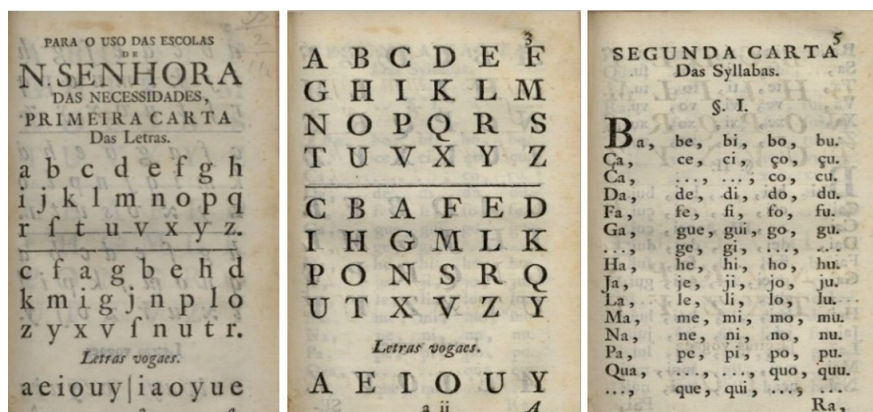 PARA O USO DAS ESCOLAS
DE
N. SENHORA
DAS NECESSIDADES,
PRIMEIRA CARTA
Das Letras.
a b c d e f g h
i j k l m n o p q
r ſ t u v x y z.
c f a g b e h d
k m i g j n p l o
z y x v ſ n u t r.
Letras vogaes.
a e i o u y | i a o y u e
3
A B C D E F
G H I K L M
N O P Q R S
T U V X Y Z
C B A F E D
I H G M L K
P O N S R Q
U T X V Z Y
Letras vogaes.
A E I O U Y
a ii
A
5
SEGUNDA CARTA
Das Syllabas.
§. I.
Ba, be, bi, bo, bu.
Ça, ce, ci, ço, çu.
Ca, ..., ..., co, cu.
Da, de, di, do, du.
Fa, fe, fi, fo, fu.
Ga, gue, gui, go, gu.
..., ge, gi, ..., ...
Ha, he, hi, ho, hu.
Ja, je, ji, jo, ju.
La, le, li, lo, lu.
Ma, me, mi, mo, mu.
Na, ne, ni, no, nu.
Pa, pe, pi, po, pu.
Qua, ..., ..., quo, quu.
..., que, qui, ..., ...
Ra,